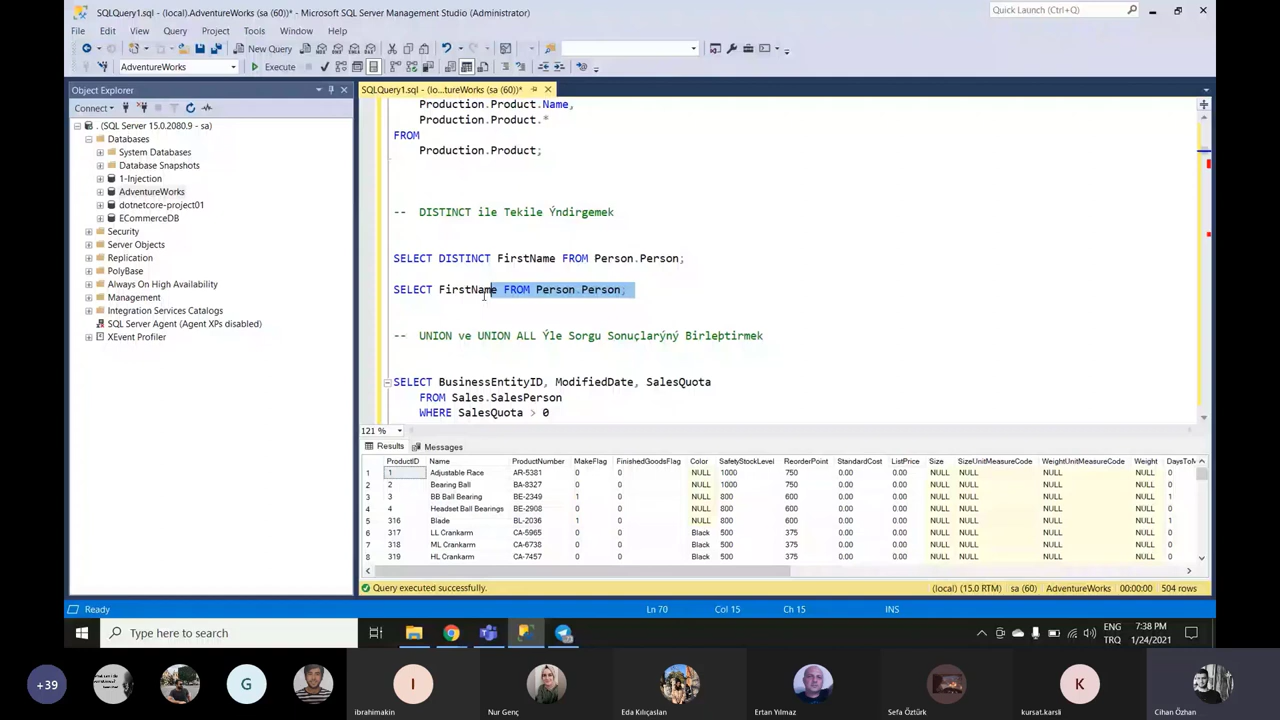 SQLQuery1.sql - (local).AdventureWorks (sa (60))* - Microsoft SQL Server Management Studio (Administrator)
Quick Launch (Ctrl+Q)
File Edit View Query Project Tools Window Help
New Query
AdventureWorks
Execute
Object Explorer
SQLQuery1.sql - (lo...tureWorks (sa (60))*
Connect
. (SQL Server 15.0.2080.9 - sa)
Databases
System Databases
Database Snapshots
1-Injection
AdventureWorks
dotnetcore-project01
ECommerceDB
Security
Server Objects
Replication
PolyBase
Always On High Availability
Management
Integration Services Catalogs
SQL Server Agent (Agent XPs disabled)
XEvent Profiler
Production.Product.Name,
Production.Product.*
FROM
Production.Product;
-- DISTINCT ile Tekile Ýndirgemek
SELECT DISTINCT FirstName FROM Person.Person;
SELECT FirstName FROM Person.Person;
-- UNION ve UNION ALL Ýle Sorgu Sonuçlarýný Birleþtirmek
SELECT BusinessEntityID, ModifiedDate, SalesQuota
FROM Sales.SalesPerson
WHERE SalesQuota > 0
121 %
Results Messages
ProductID Name ProductNumber MakeFlag FinishedGoodsFlag Color SafetyStockLevel ReorderPoint StandardCost ListPrice Size SizeUnitMeasureCode WeightUnitMeasureCode Weight DaysToM
1 1 Adjustable Race AR-5381 0 0 NULL 1000 750 0.00 0.00 NULL NULL NULL NULL 0
2 2 Bearing Ball BA-8327 0 0 NULL 1000 750 0.00 0.00 NULL NULL NULL NULL 0
3 3 BB Ball Bearing BE-2349 1 0 NULL 800 600 0.00 0.00 NULL NULL NULL NULL 1
4 4 Headset Ball Bearings BE-2908 0 0 NULL 800 600 0.00 0.00 NULL NULL NULL NULL 0
5 316 Blade BL-2036 1 0 NULL 800 600 0.00 0.00 NULL NULL NULL NULL 1
6 317 LL Crankarm CA-5965 0 0 Black 500 375 0.00 0.00 NULL NULL NULL NULL 0
7 318 ML Crankarm CA-6738 0 0 Black 500 375 0.00 0.00 NULL NULL NULL NULL 0
8 319 HL Crankarm CA-7457 0 0 Black 500 375 0.00 0.00 NULL NULL NULL NULL 0
Query executed successfully.
(local) (15.0 RTM) sa (60) AdventureWorks 00:00:00 504 rows
Ready
Ln 70 Col 15 Ch 15 INS
Type here to search
ENG
TRQ
7:38 PM
1/24/2021
+39
G
I
K
ibrahimakin
Nur Genç
Eda Kılıçaslan
Ertan Yılmaz
Sefa Öztürk
kursat.karsli
Cihan Özhan